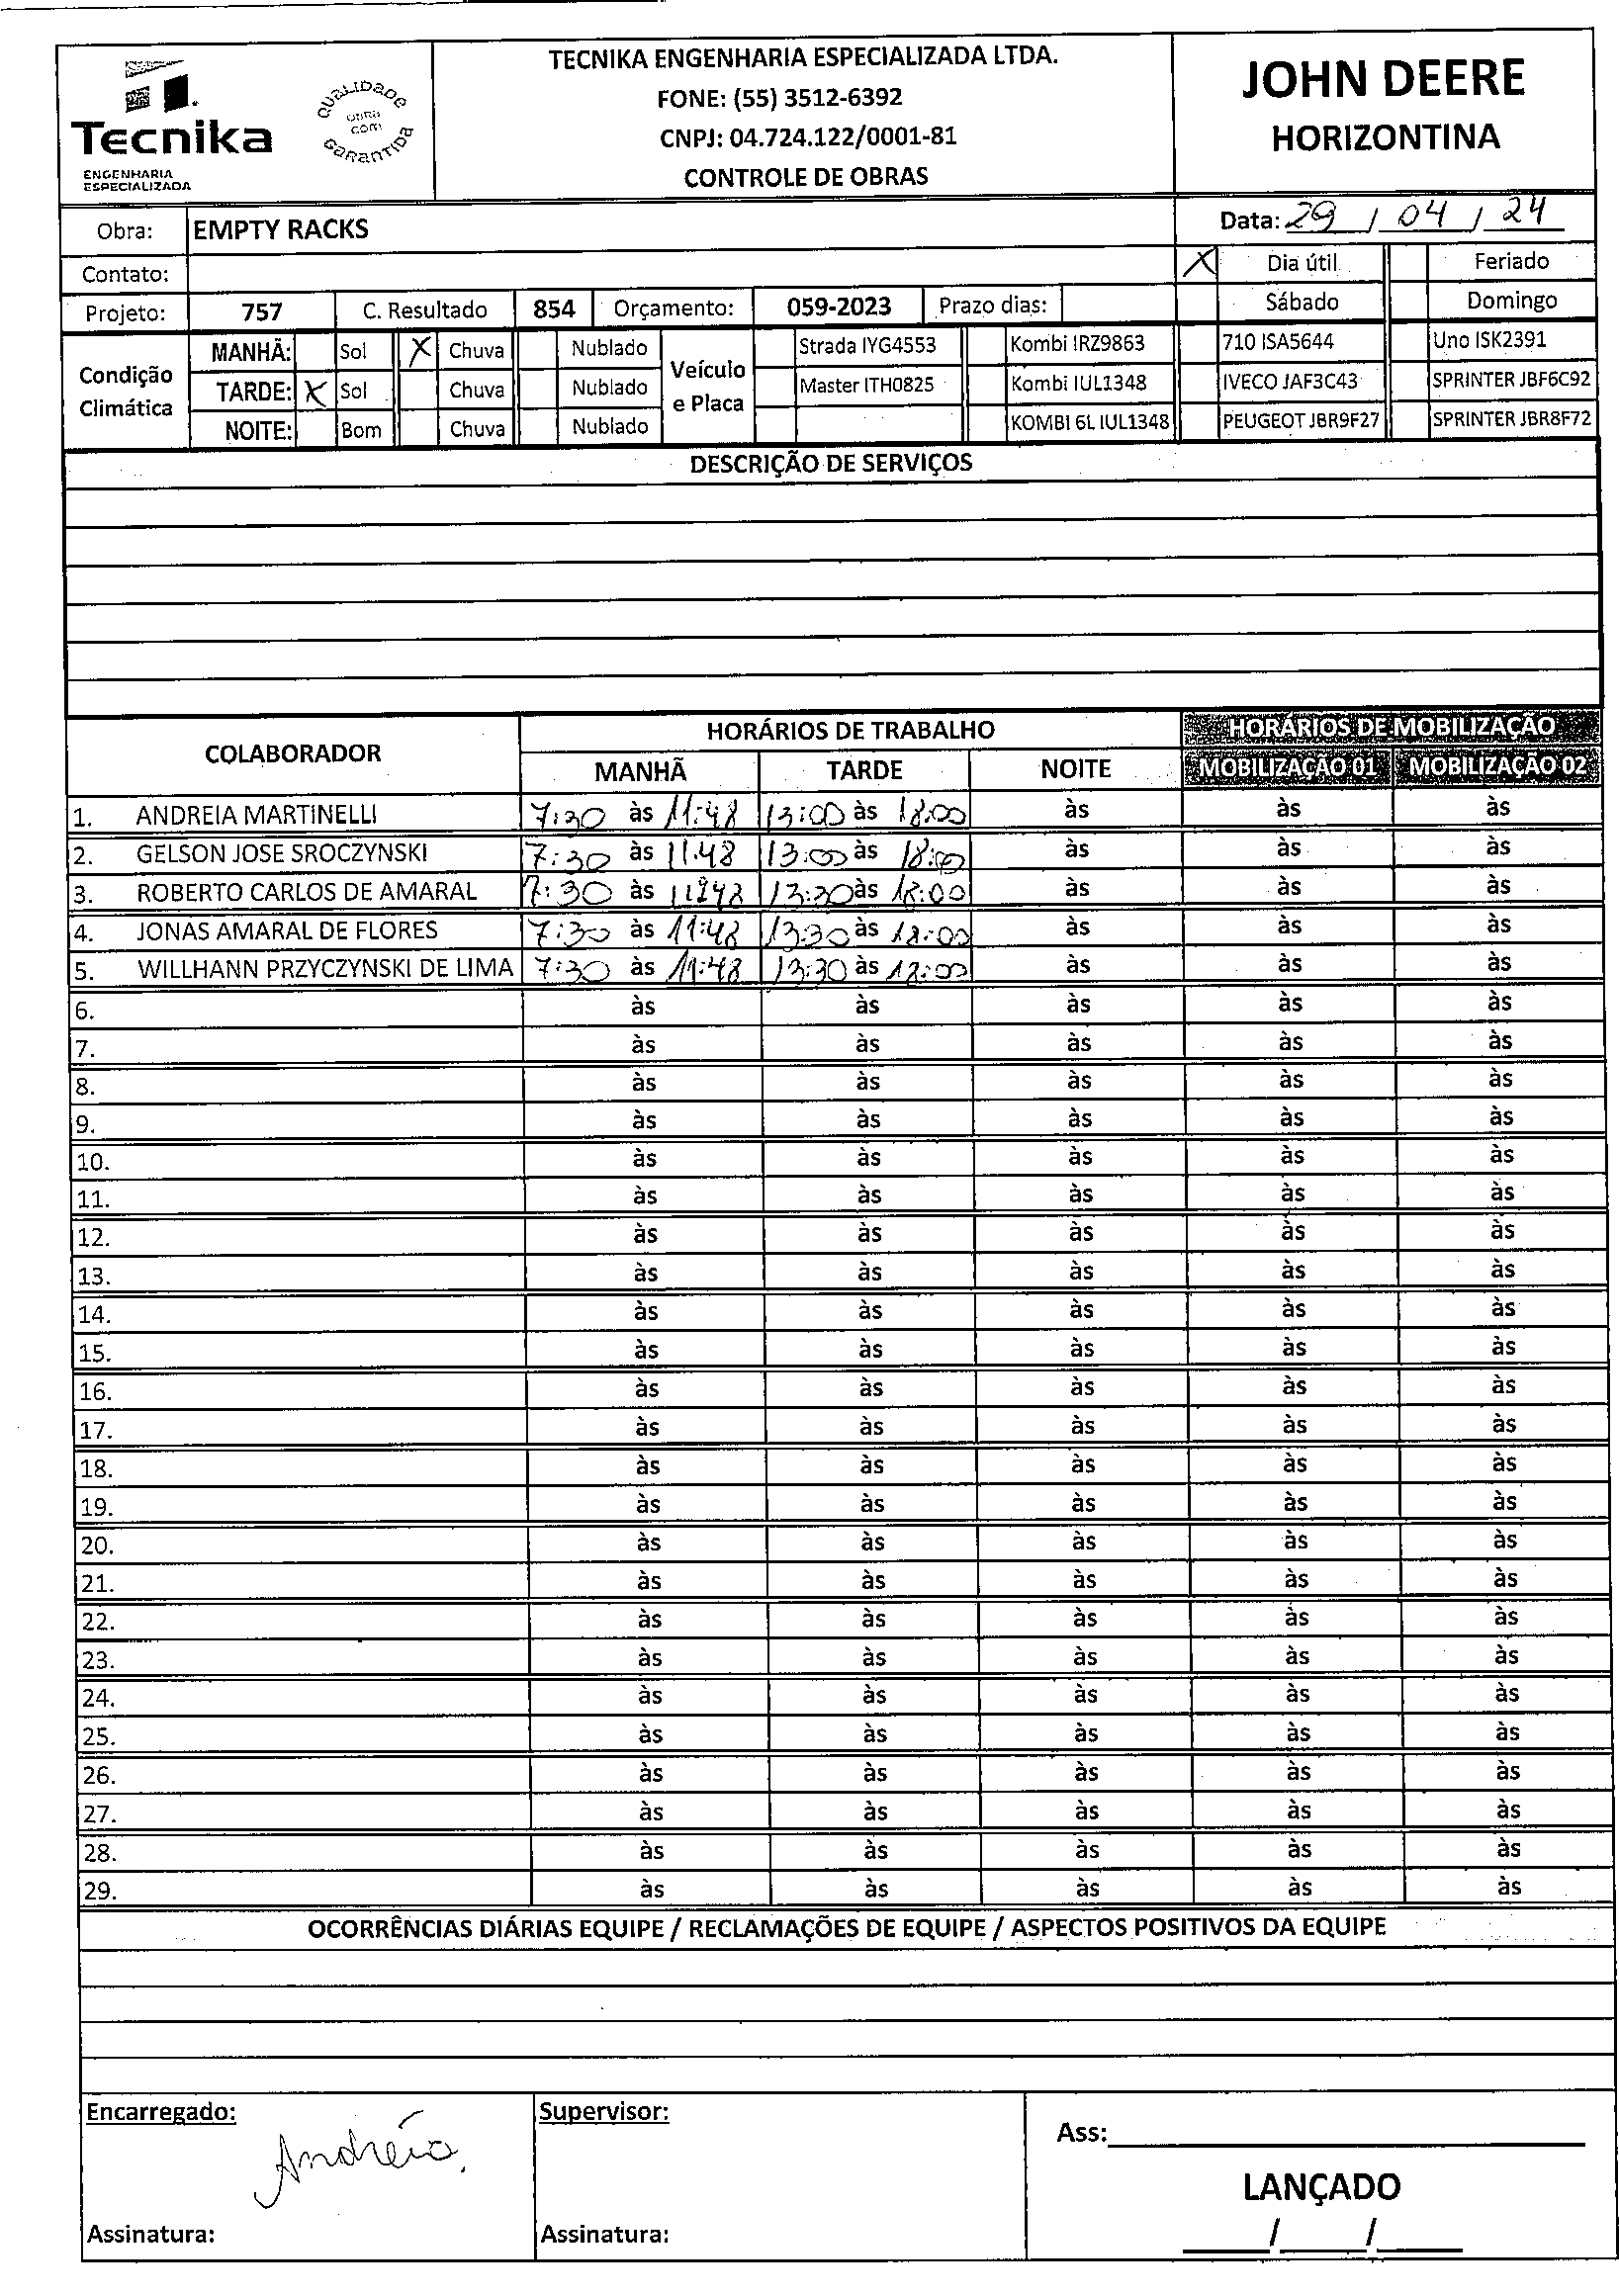 Tecnika
ENGENHARIA
ESPECIALIZADA
QUALIDADE
OBRA
COM
GARANTIDA
TECNIKA ENGENHARIA ESPECIALIZADA LTDA.
FONE: (55) 3512-6392
CNPJ: 04.724.122/0001-81
CONTROLE DE OBRAS
JOHN DEERE
HORIZONTINA
Obra: EMPTY RACKS Data: 29 / 04 / 24
Contato: X Dia útil Feriado
Projeto: 757 C. Resultado 854 Orçamento: 059-2023 Prazo dias: Sábado Domingo
Condição Climática
MANHÃ: Sol X Chuva Nublado
TARDE: X Sol Chuva Nublado
NOITE: Bom Chuva Nublado
Veículo e Placa
Strada IYG4553 Kombi IRZ9863 710 ISA5644 Uno ISK2391
Master ITH0825 Kombi IUL1348 IVECO JAF3C43 SPRINTER JBF6C92
KOMBI 6L IUL1348 PEUGEOT JBR9F27 SPRINTER JBR8F72
DESCRIÇÃO DE SERVIÇOS
COLABORADOR HORÁRIOS DE TRABALHO HORÁRIOS DE MOBILIZAÇÃO
MANHÃ TARDE NOITE MOBILIZAÇÃO 01 MOBILIZAÇÃO 02
1. ANDREIA MARTINELLI 7:30 às 11:48 13:00 às 18:00 às às às
2. GELSON JOSE SROCZYNSKI 7:30 às 11:48 13:00 às 18:00 às às às
3. ROBERTO CARLOS DE AMARAL 7:30 às 11:48 13:30 às 18:00 às às às
4. JONAS AMARAL DE FLORES 7:30 às 11:48 13:30 às 18:00 às às às
5. WILLHANN PRZYCZYNSKI DE LIMA 7:30 às 11:48 13:30 às 18:00 às às às
6. às às às às às
7. às às às às às
8. às às às às às
9. às às às às às
10. às às às às às
11. às às às às às
12. às às às às às
13. às às às às às
14. às às às às às
15. às às às às às
16. às às às às às
17. às às às às às
18. às às às às às
19. às às às às às
20. às às às às às
21. às às às às às
22. às às às às às
23. às às às às às
24. às às às às às
25. às às às às às
26. às às às às às
27. às às às às às
28. às às às às às
29. às às às às às
OCORRÊNCIAS DIÁRIAS EQUIPE / RECLAMAÇÕES DE EQUIPE / ASPECTOS POSITIVOS DA EQUIPE
Encarregado: Supervisor: Ass:
Andréia.
LANÇADO
Assinatura: Assinatura: / /